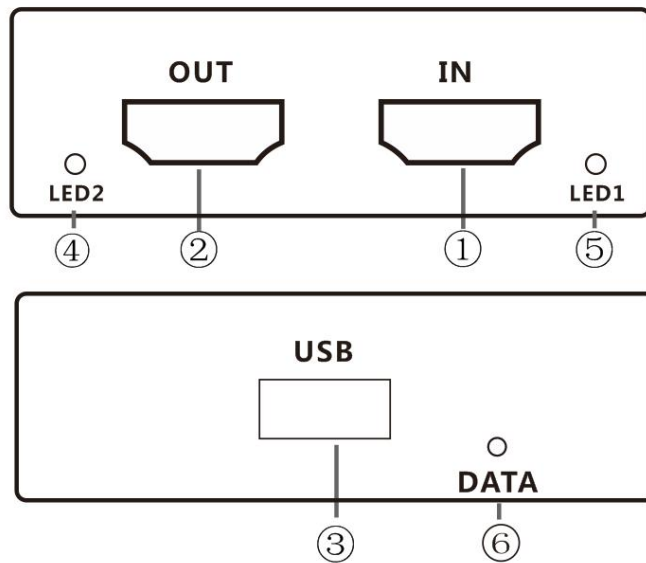 OUT IN
LED2 LED1
④ ② ① ⑤
USB
DATA
③ ⑥